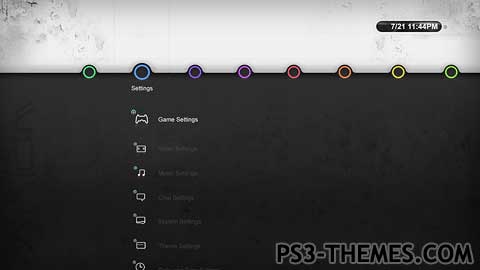 7/21 11:44PM
Settings
Game Settings
Video Settings
Music Settings
Chat Settings
System Settings
Theme Settings
PS3-THEMES.COM